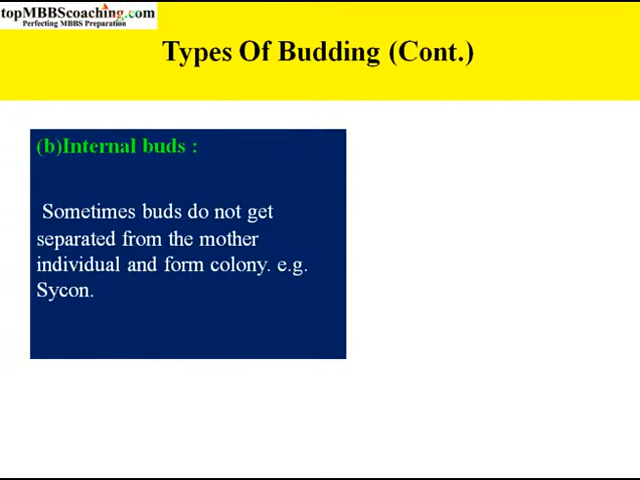 topMBBScoaching.com
Perfecting MBBS Preparation
Types Of Budding (Cont.)
(b)Internal buds :
Sometimes buds do not get
separated from the mother
individual and form colony. e.g.
Sycon.